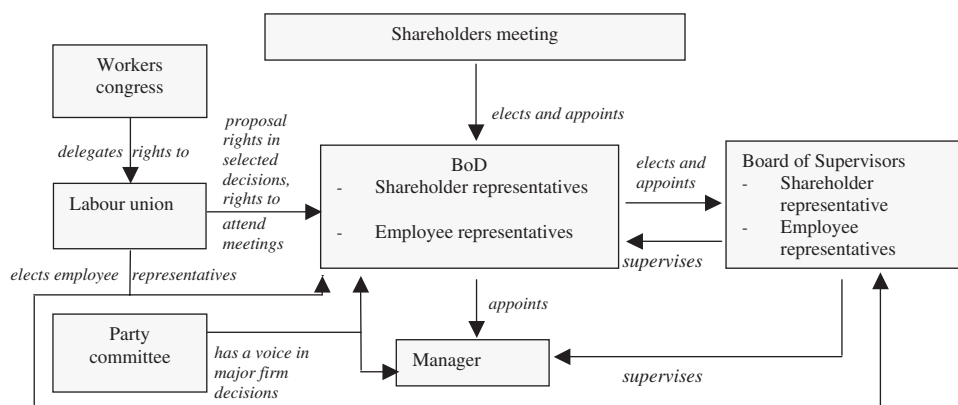 Shareholders meeting
Workers
congress
elects and appoints
delegates rights to
proposal
rights in
selected
decisions,
rights to
attend
meetings
Labour union
BoD
- Shareholder representatives
- Employee representatives
elects and
appoints
Board of Supervisors
- Shareholder
representative
- Employee
representatives
supervises
elects employee representatives
appoints
Party
committee
has a voice in
major firm
decisions
Manager
supervises